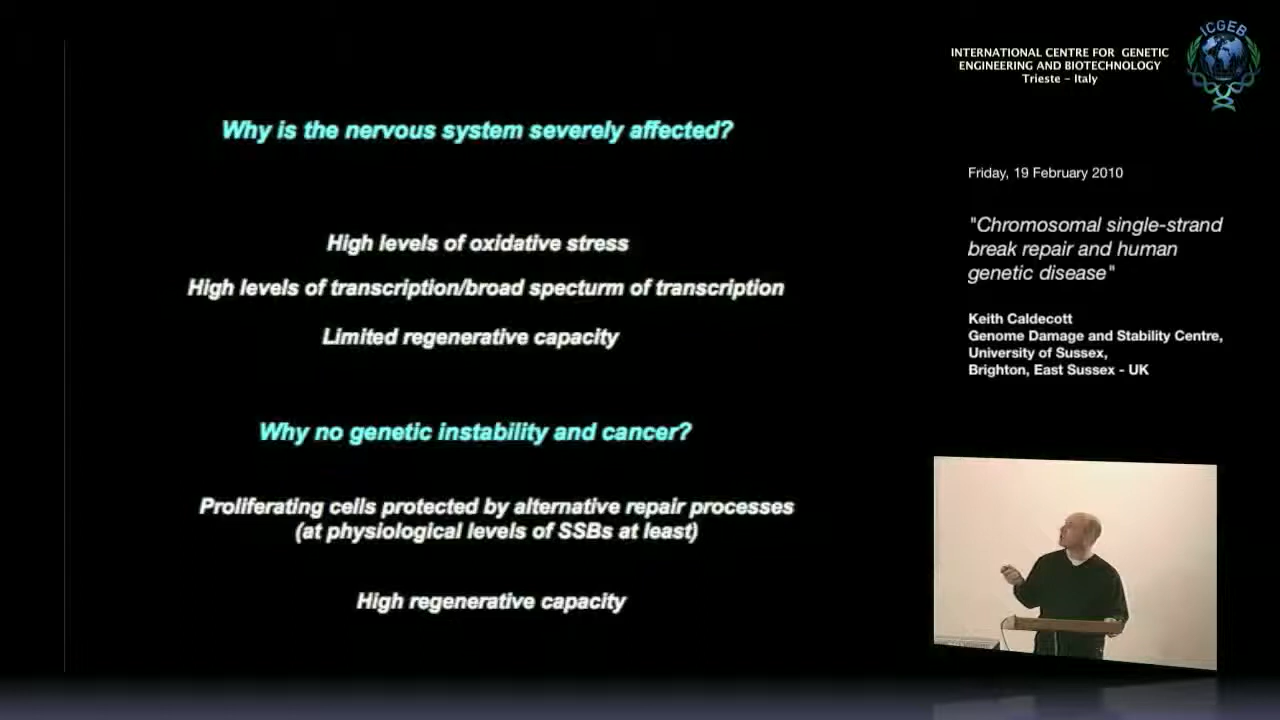 Why is the nervous system severely affected?
High levels of oxidative stress
High levels of transcription/broad specturm of transcription
Limited regenerative capacity
Why no genetic instability and cancer?
Proliferating cells protected by alternative repair processes
(at physiological levels of SSBs at least)
High regenerative capacity
INTERNATIONAL CENTRE FOR GENETIC
ENGINEERING AND BIOTECHNOLOGY
Trieste - Italy
ICGEB
Friday, 19 February 2010
"Chromosomal single-strand
break repair and human
genetic disease"
Keith Caldecott
Genome Damage and Stability Centre,
University of Sussex,
Brighton, East Sussex - UK